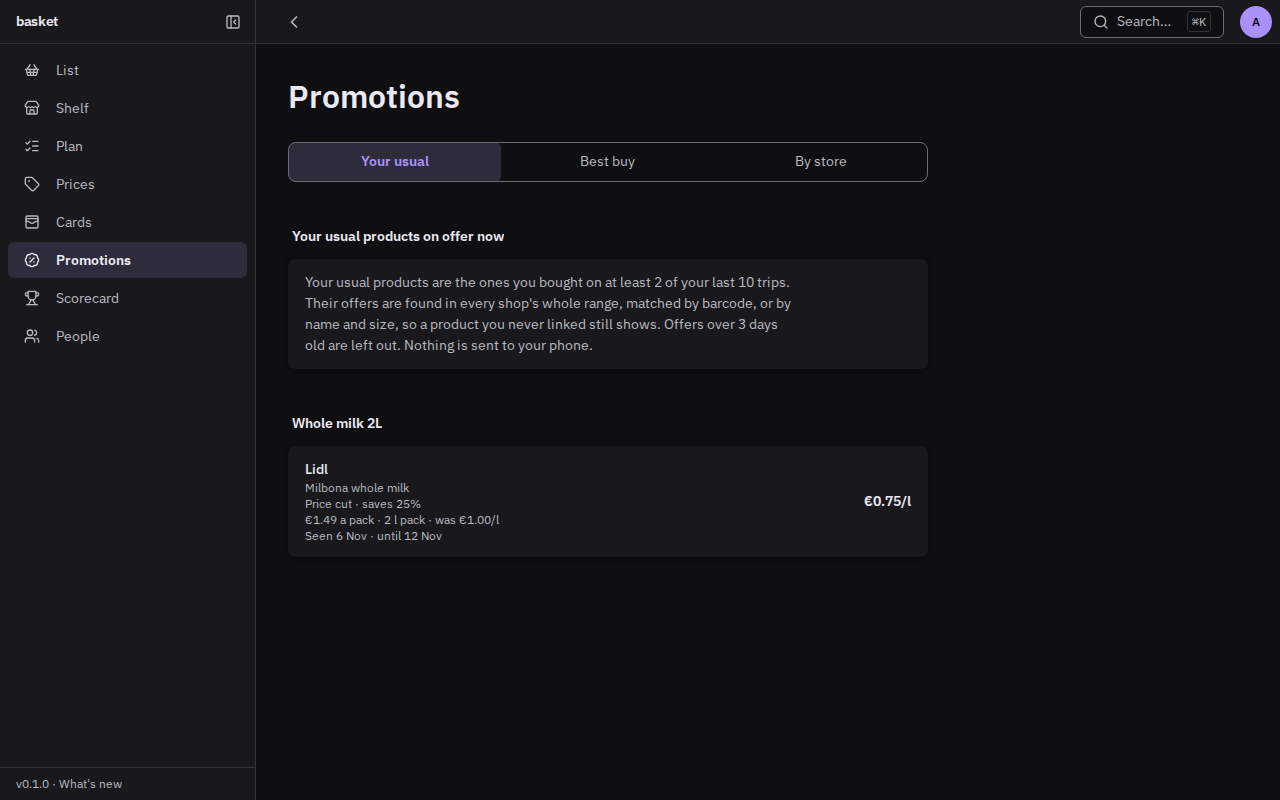 basket
Search...
⌘K
A
List
Shelf
Plan
Prices
Cards
Promotions
Scorecard
People
Promotions
Your usual
Best buy
By store
Your usual products on offer now
Your usual products are the ones you bought on at least 2 of your last 10 trips.
Their offers are found in every shop's whole range, matched by barcode, or by
name and size, so a product you never linked still shows. Offers over 3 days
old are left out. Nothing is sent to your phone.
Whole milk 2L
Lidl
Milbona whole milk
Price cut · saves 25%
€1.49 a pack · 2 l pack · was €1.00/l
Seen 6 Nov · until 12 Nov
€0.75/l
v0.1.0 · What's new